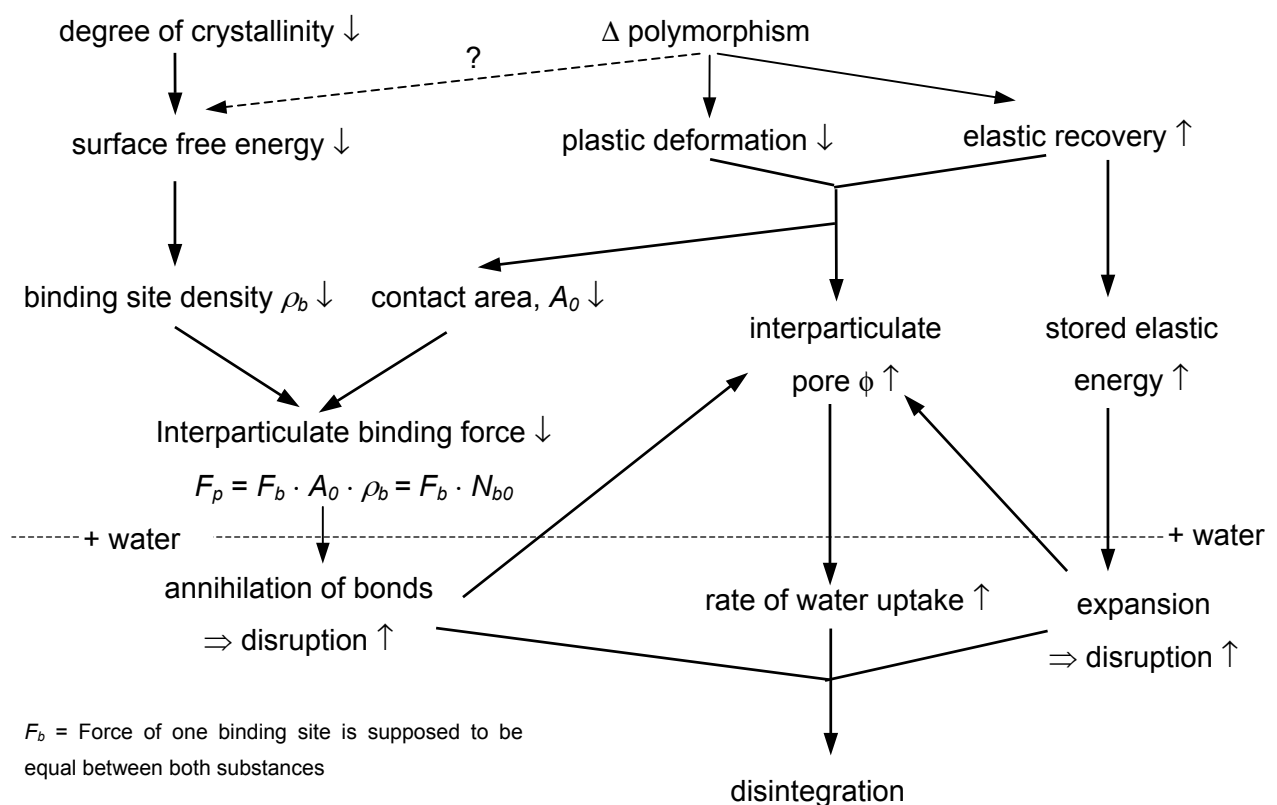 degree of crystallinity ↓
Δ polymorphism
?
surface free energy ↓
plastic deformation ↓
elastic recovery ↑
binding site density ρb ↓
contact area, A0 ↓
interparticulate
pore ϕ ↑
stored elastic
energy ↑
Interparticulate binding force ↓
Fp = Fb · A0 · ρb = Fb · Nb0
+ water
+ water
annihilation of bonds
⇒ disruption ↑
rate of water uptake ↑
expansion
⇒ disruption ↑
Fb = Force of one binding site is supposed to be
equal between both substances
disintegration